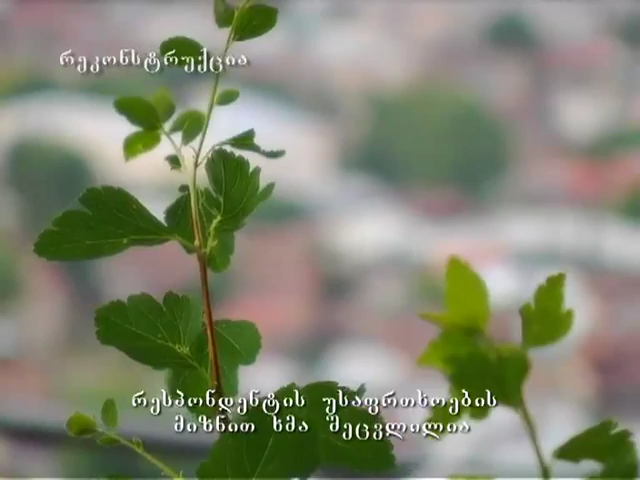 რეკონსტრუქცია
რესპონდენტის უსაფრთხოების
მიზნით ხმა შეცვლილია